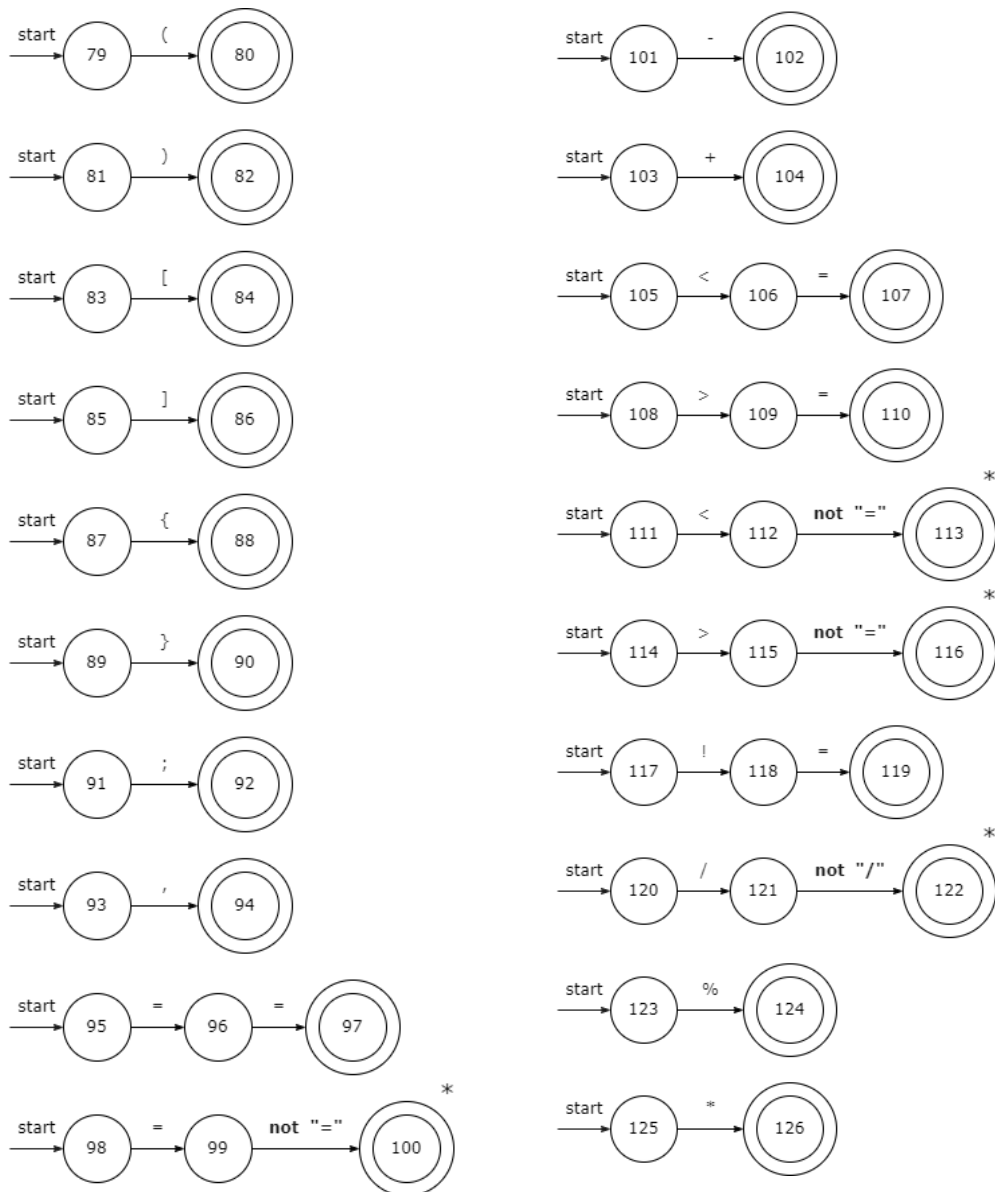 start 79 ( 80
start 81 ) 82
start 83 [ 84
start 85 ] 86
start 87 { 88
start 89 } 90
start 91 ; 92
start 93 , 94
start 95 = 96 = 97
start 98 = 99 not "=" 100 *
start 101 - 102
start 103 + 104
start 105 < 106 = 107
start 108 > 109 = 110
start 111 < 112 not "=" 113 *
start 114 > 115 not "=" 116 *
start 117 ! 118 = 119
start 120 / 121 not "/" 122 *
start 123 % 124
start 125 * 126